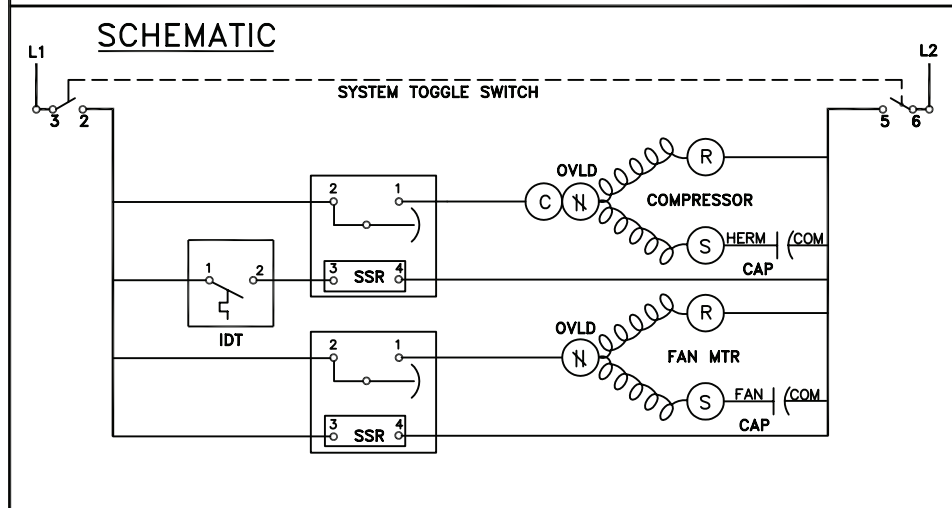 SCHEMATIC
L1
L2
SYSTEM TOGGLE SWITCH
3 2
5 6
OVLD
2 1
C
R
COMPRESSOR
S
HERM
COM
CAP
1 2
3 SSR 4
IDT
OVLD
2 1
R
FAN MTR
S
FAN
COM
CAP
3 SSR 4